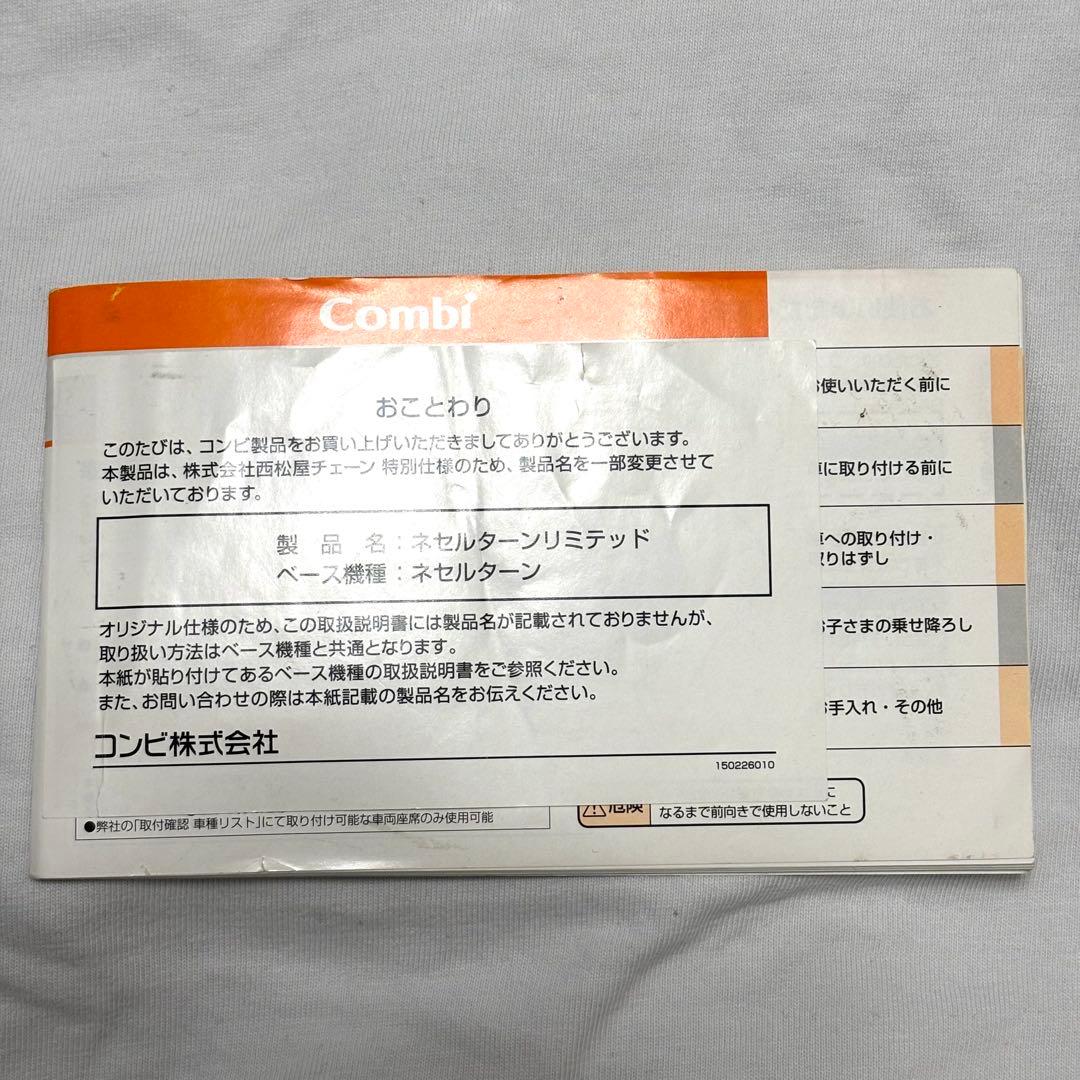 Combi
おことわり
このたびは、コンビ製品をお買い上げいただきましてありがとうございます。
本製品は、株式会社西松屋チェーン 特別仕様のため、製品名を一部変更させて
いただいております。
製 品 名：ネセルターンリミテッド
ベース機種：ネセルターン
オリジナル仕様のため、この取扱説明書には製品名が記載されておりませんが、
取り扱い方法はベース機種と共通となります。
本紙が貼り付けてあるベース機種の取扱説明書をご参照ください。
また、お問い合わせの際は本紙記載の製品名をお伝えください。
コンビ株式会社
150226010
お使いいただく前に
に取り付ける前に
への取り付け・
取りはずし
お子さまの乗せ降ろし
お手入れ・その他
●弊社の「取付確認 車種リスト」にて取り付け可能な車両座席のみ使用可能
危険
に
なるまで前向きで使用しないこと